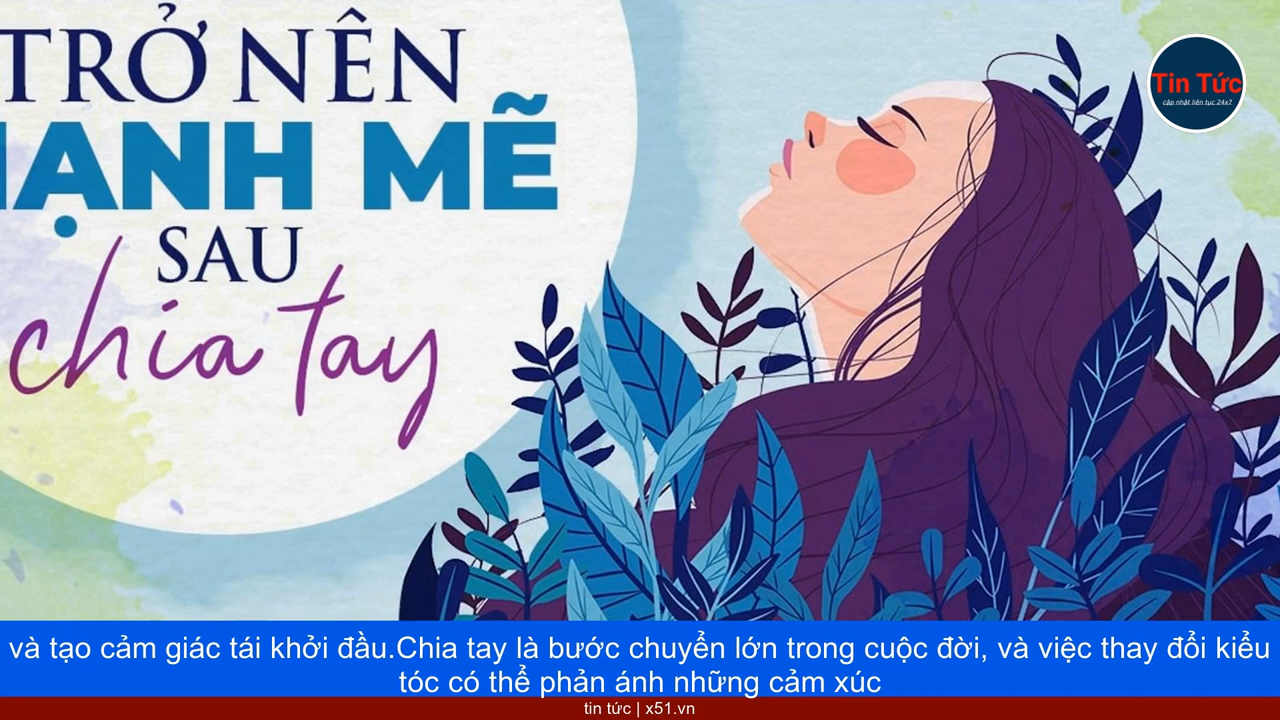 TRỞ NÊN
MẠNH MẼ
SAU
chia tay
Tin Tức
cập nhật liên tục 24x7
và tạo cảm giác tái khởi đầu.Chia tay là bước chuyển lớn trong cuộc đời, và việc thay đổi kiểu
tóc có thể phản ánh những cảm xúc
tin tức | x51.vn